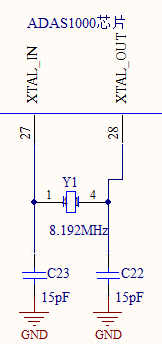 ADAS1000芯片
XTAL_IN
XTAL_OUT
27
28
Y1
1
4
8.192MHz
C23
C22
15pF
15pF
GND
GND